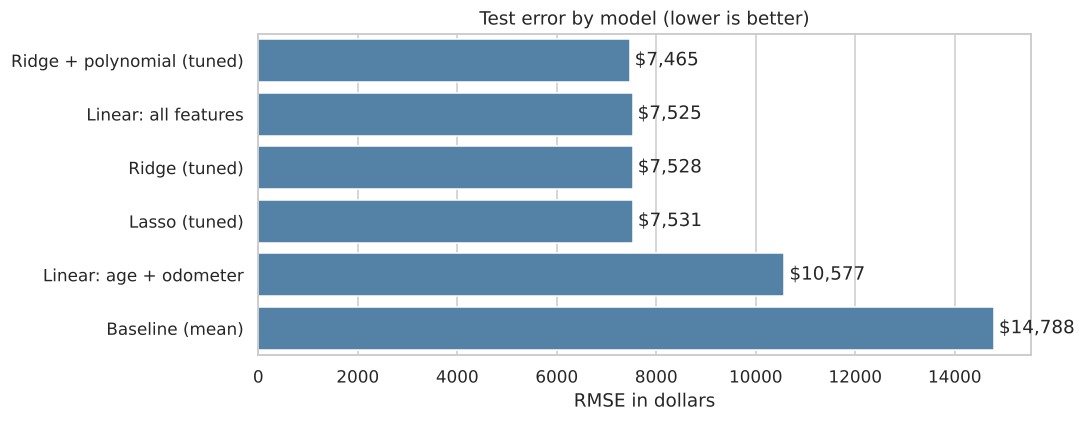 Test error by model (lower is better)
Ridge + polynomial (tuned) $7,465
Linear: all features $7,525
Ridge (tuned) $7,528
Lasso (tuned) $7,531
Linear: age + odometer $10,577
Baseline (mean) $14,788
0 2000 4000 6000 8000 10000 12000 14000
RMSE in dollars